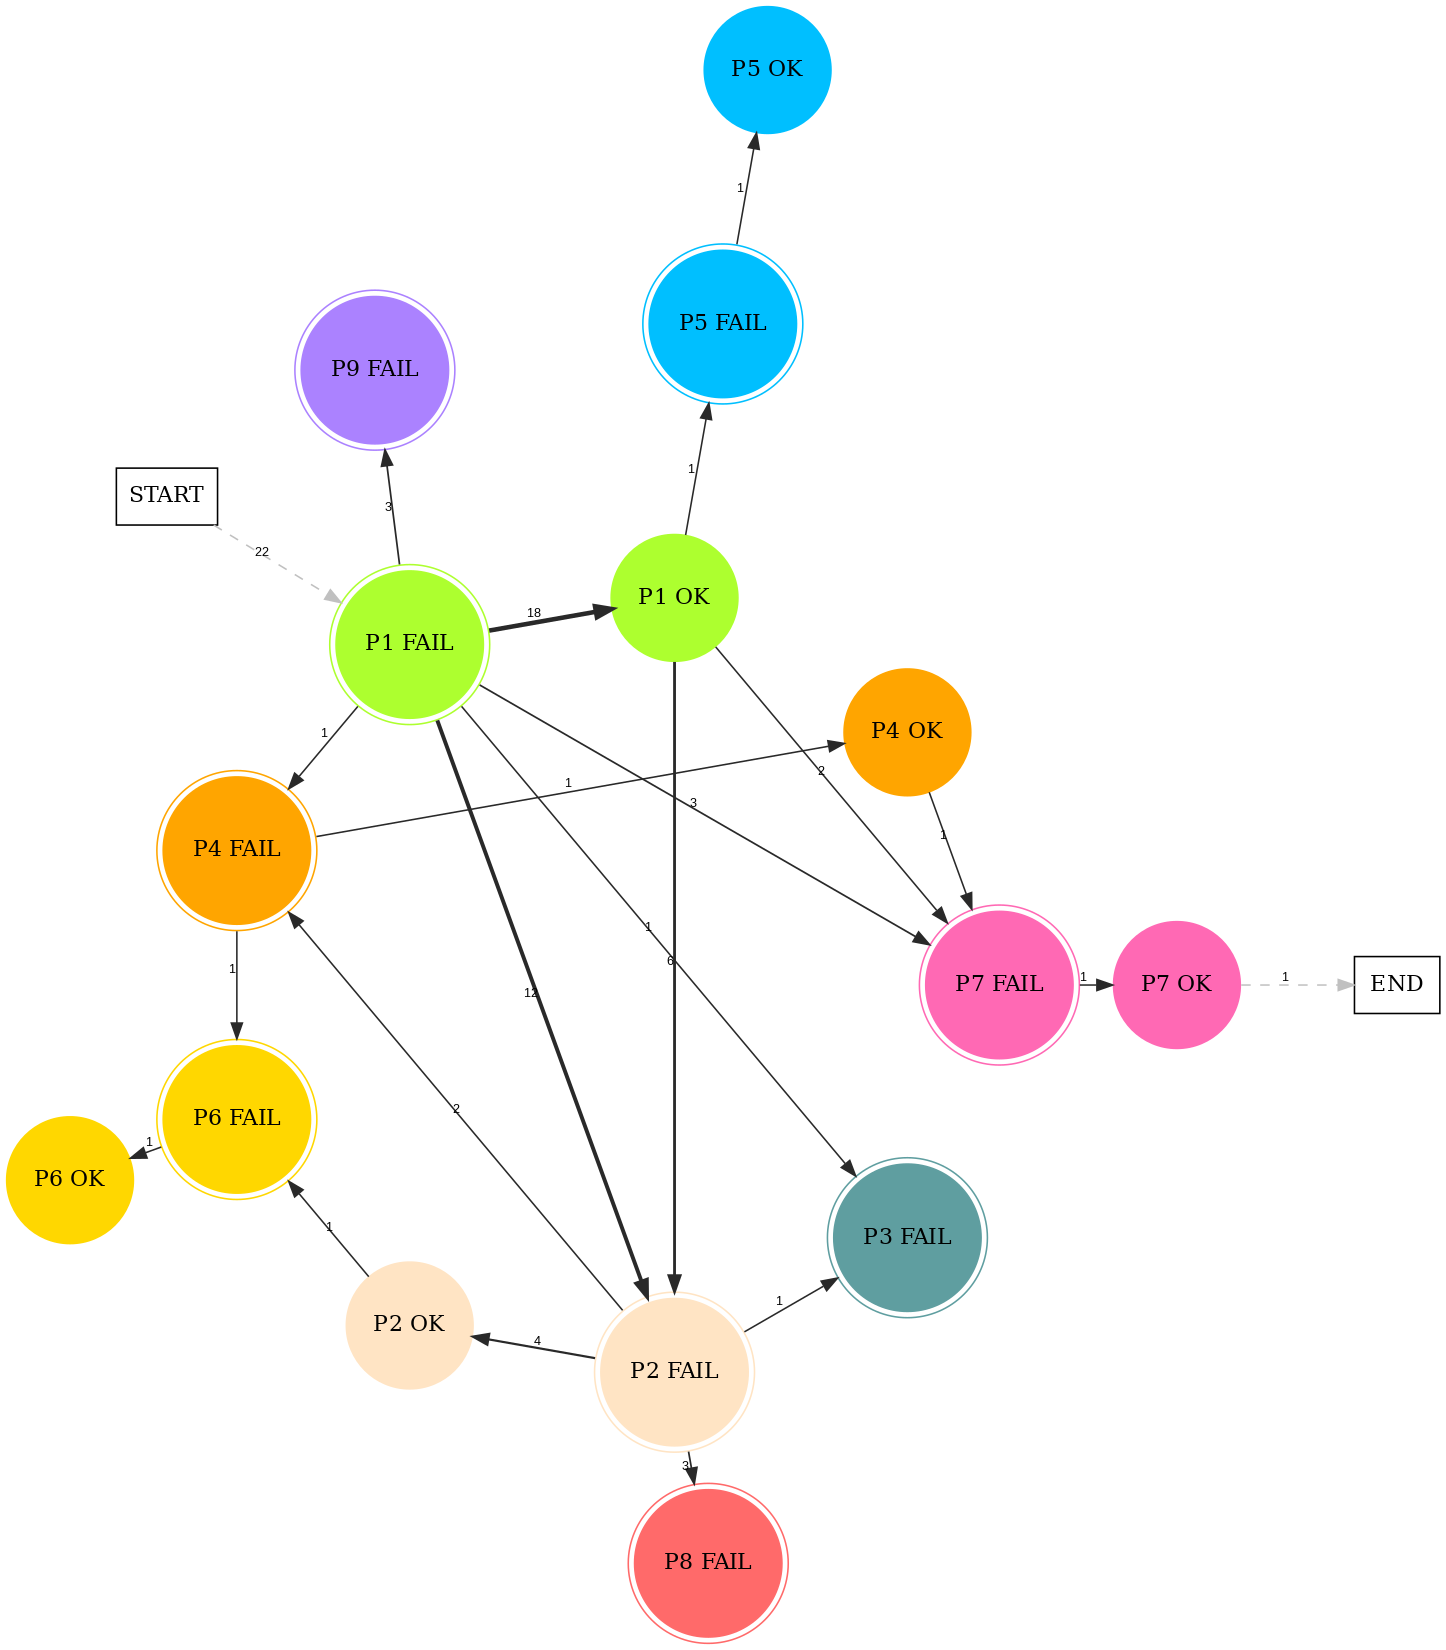 P5 OK
1
P5 FAIL
P9 FAIL
1
START
3
22
P1 OK
18
P1 FAIL
P4 OK
1
2
1
3
1
P4 FAIL
1
1
6
1
12
P7 FAIL
1
P7 OK
1
END
2
P6 FAIL
1
P6 OK
1
P3 FAIL
1
P2 OK
4
P2 FAIL
3
P8 FAIL